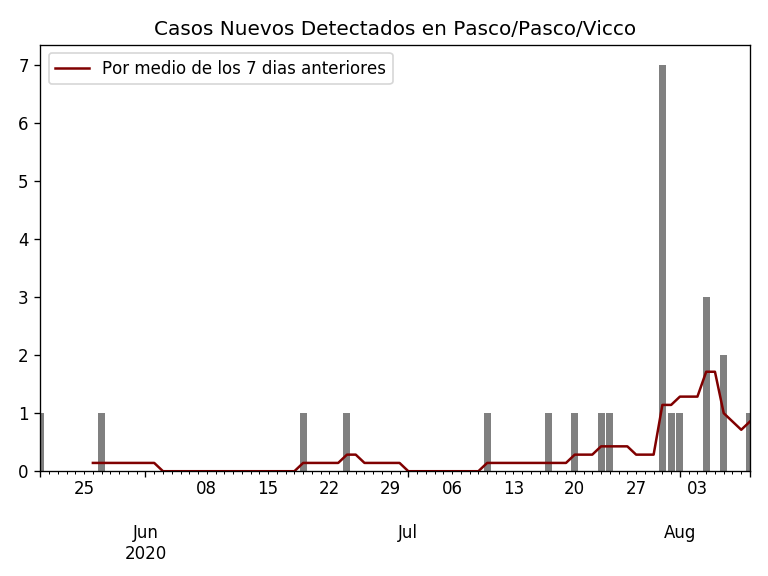 Casos Nuevos Detectados en Pasco/Pasco/Vicco
Por medio de los 7 dias anteriores
7
6
5
4
3
2
1
0
25 08 15 22 29 06 13 20 27 03
Jun Jul Aug
2020